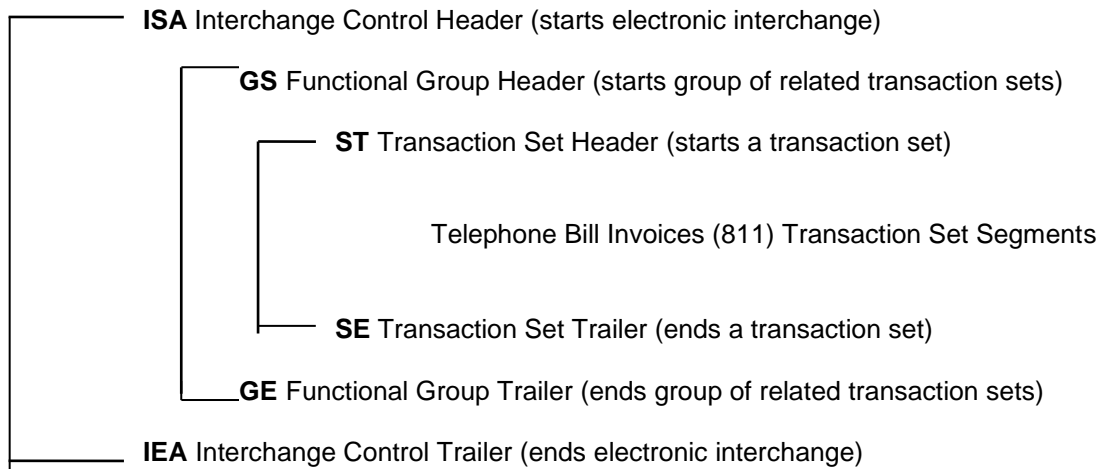 ISA Interchange Control Header (starts electronic interchange)
GS Functional Group Header (starts group of related transaction sets)
ST Transaction Set Header (starts a transaction set)
Telephone Bill Invoices (811) Transaction Set Segments
SE Transaction Set Trailer (ends a transaction set)
GE Functional Group Trailer (ends group of related transaction sets)
IEA Interchange Control Trailer (ends electronic interchange)